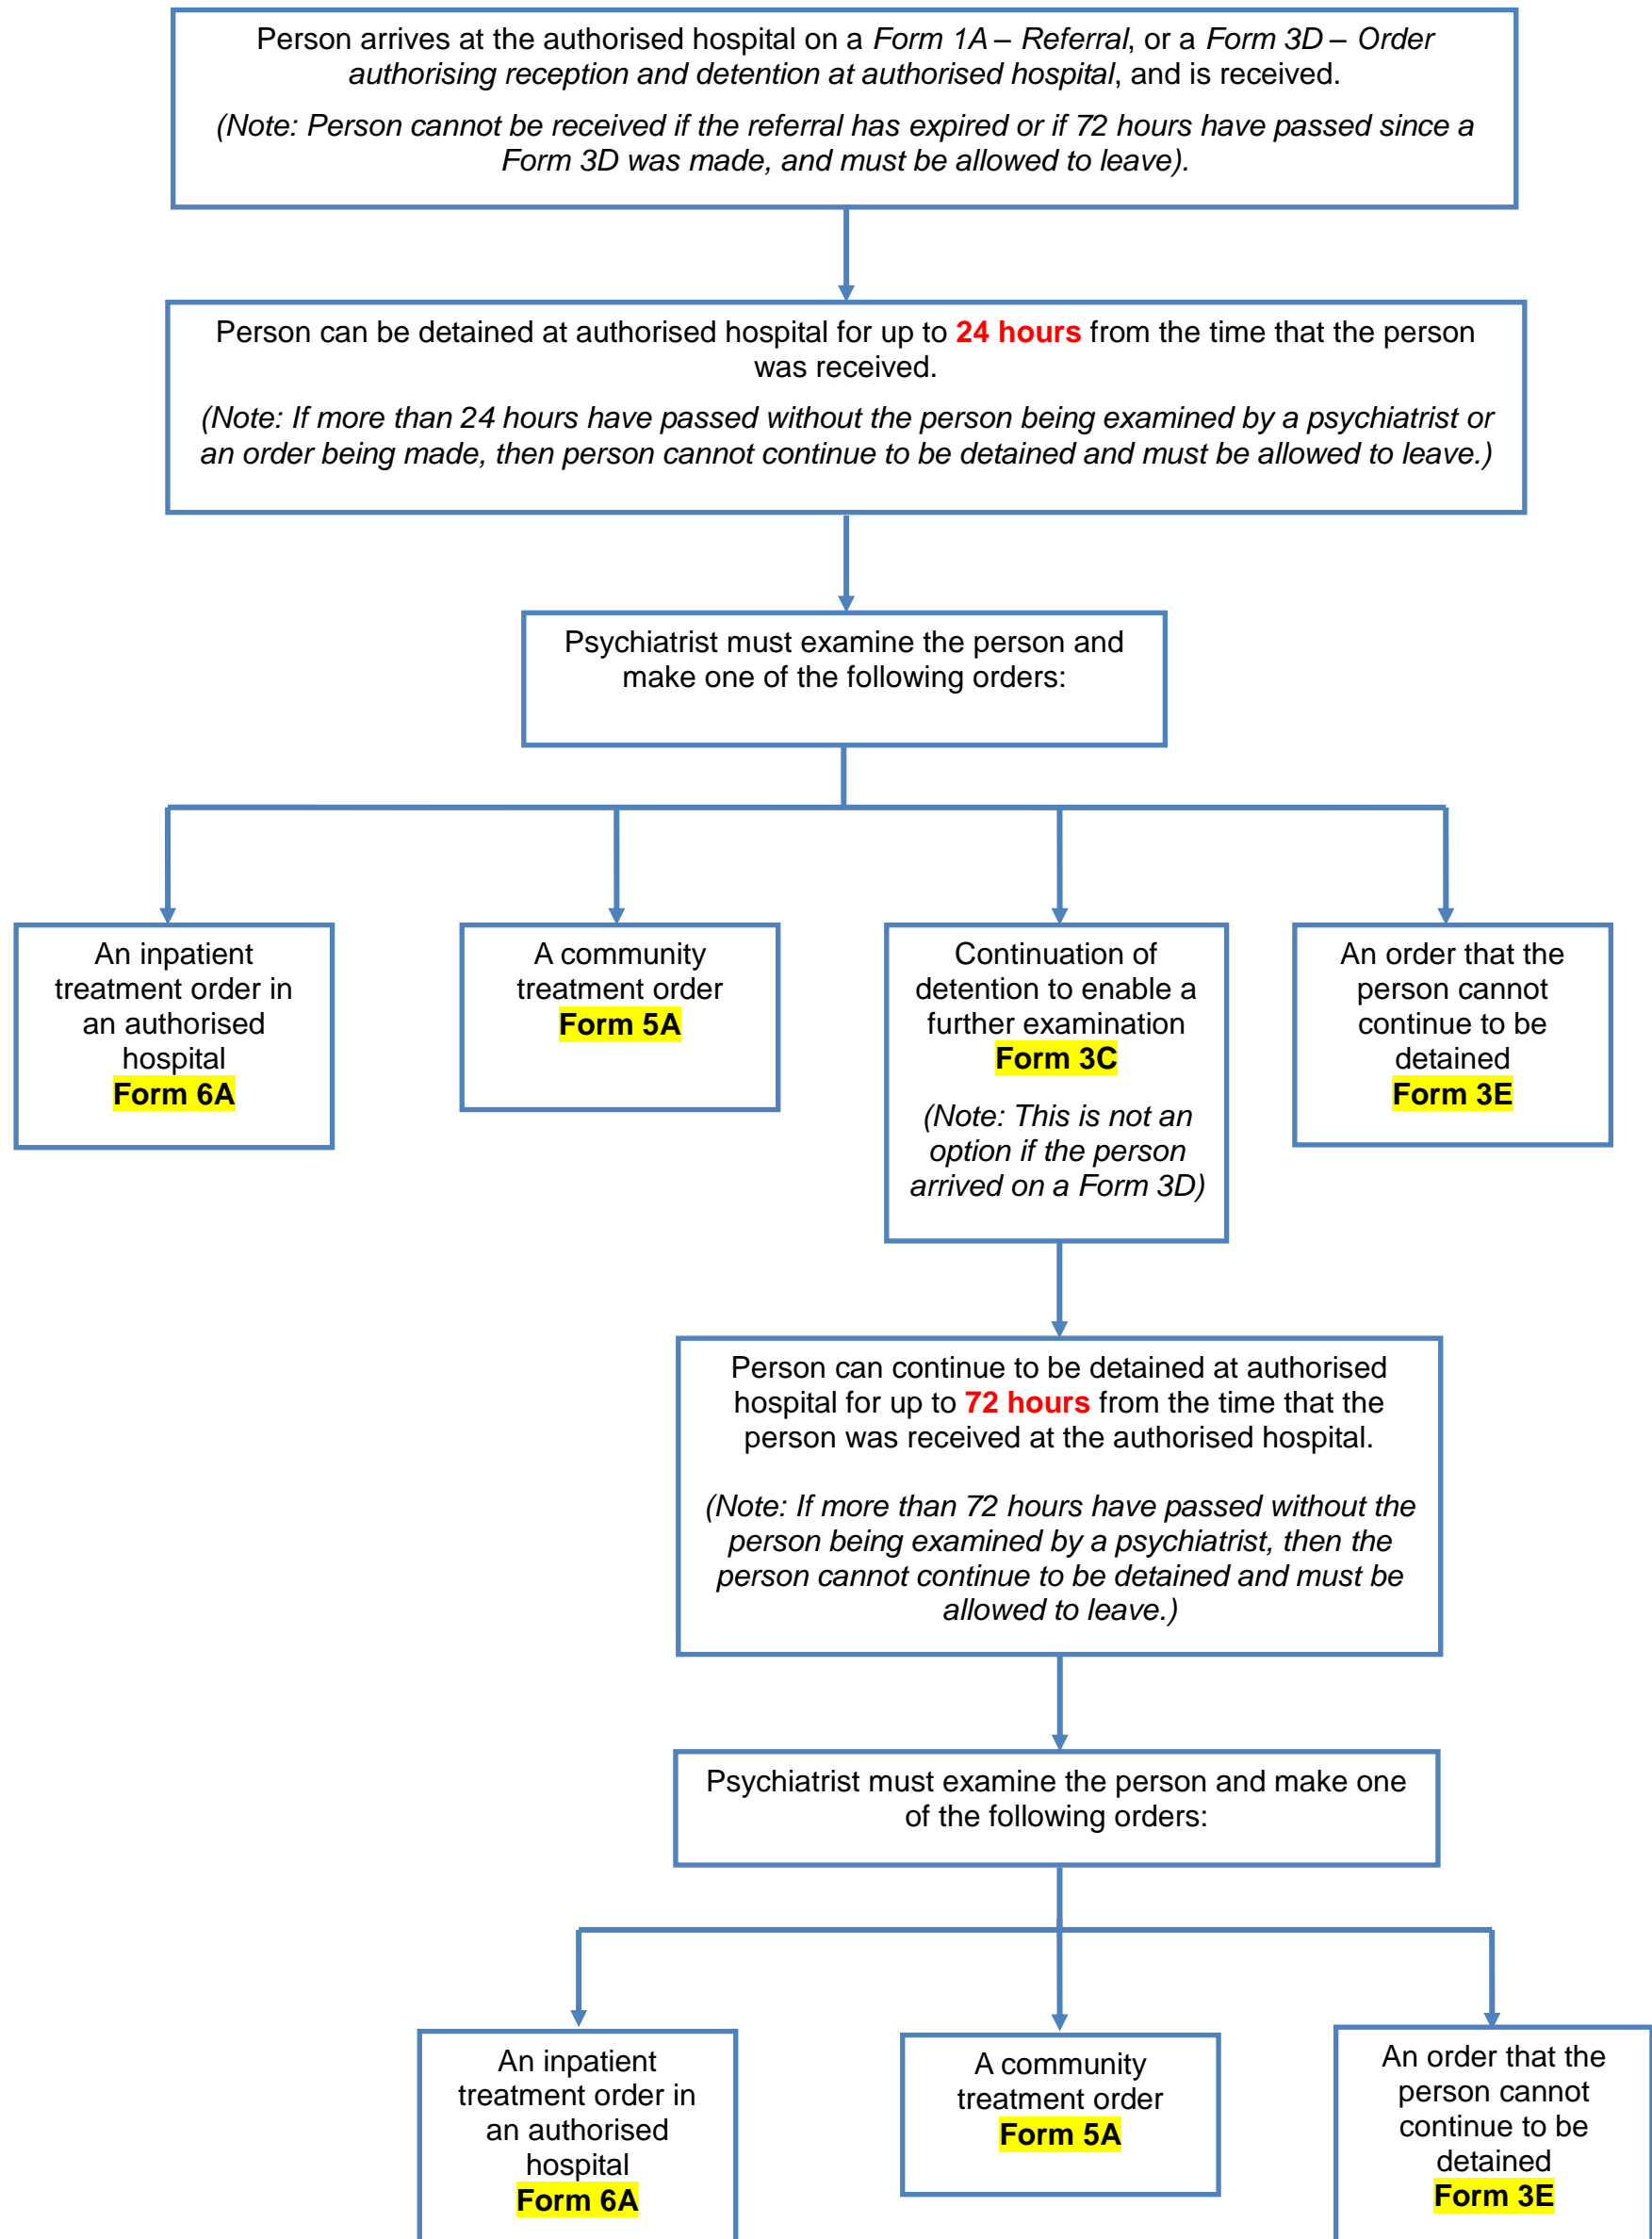 Person arrives at the authorised hospital on a Form 1A – Referral, or a Form 3D – Order
authorising reception and detention at authorised hospital, and is received.
(Note: Person cannot be received if the referral has expired or if 72 hours have passed since a
Form 3D was made, and must be allowed to leave).
Person can be detained at authorised hospital for up to 24 hours from the time that the person
was received.
(Note: If more than 24 hours have passed without the person being examined by a psychiatrist or
an order being made, then person cannot continue to be detained and must be allowed to leave.)
Psychiatrist must examine the person and
make one of the following orders:
An inpatient
treatment order in
an authorised
hospital
Form 6A
A community
treatment order
Form 5A
Continuation of
detention to enable a
further examination
Form 3C
(Note: This is not an
option if the person
arrived on a Form 3D)
An order that the
person cannot
continue to be
detained
Form 3E
Person can continue to be detained at authorised
hospital for up to 72 hours from the time that the
person was received at the authorised hospital.
(Note: If more than 72 hours have passed without the
person being examined by a psychiatrist, then the
person cannot continue to be detained and must be
allowed to leave.)
Psychiatrist must examine the person and make one
of the following orders:
An inpatient
treatment order in
an authorised
hospital
Form 6A
A community
treatment order
Form 5A
An order that the
person cannot
continue to be
detained
Form 3E